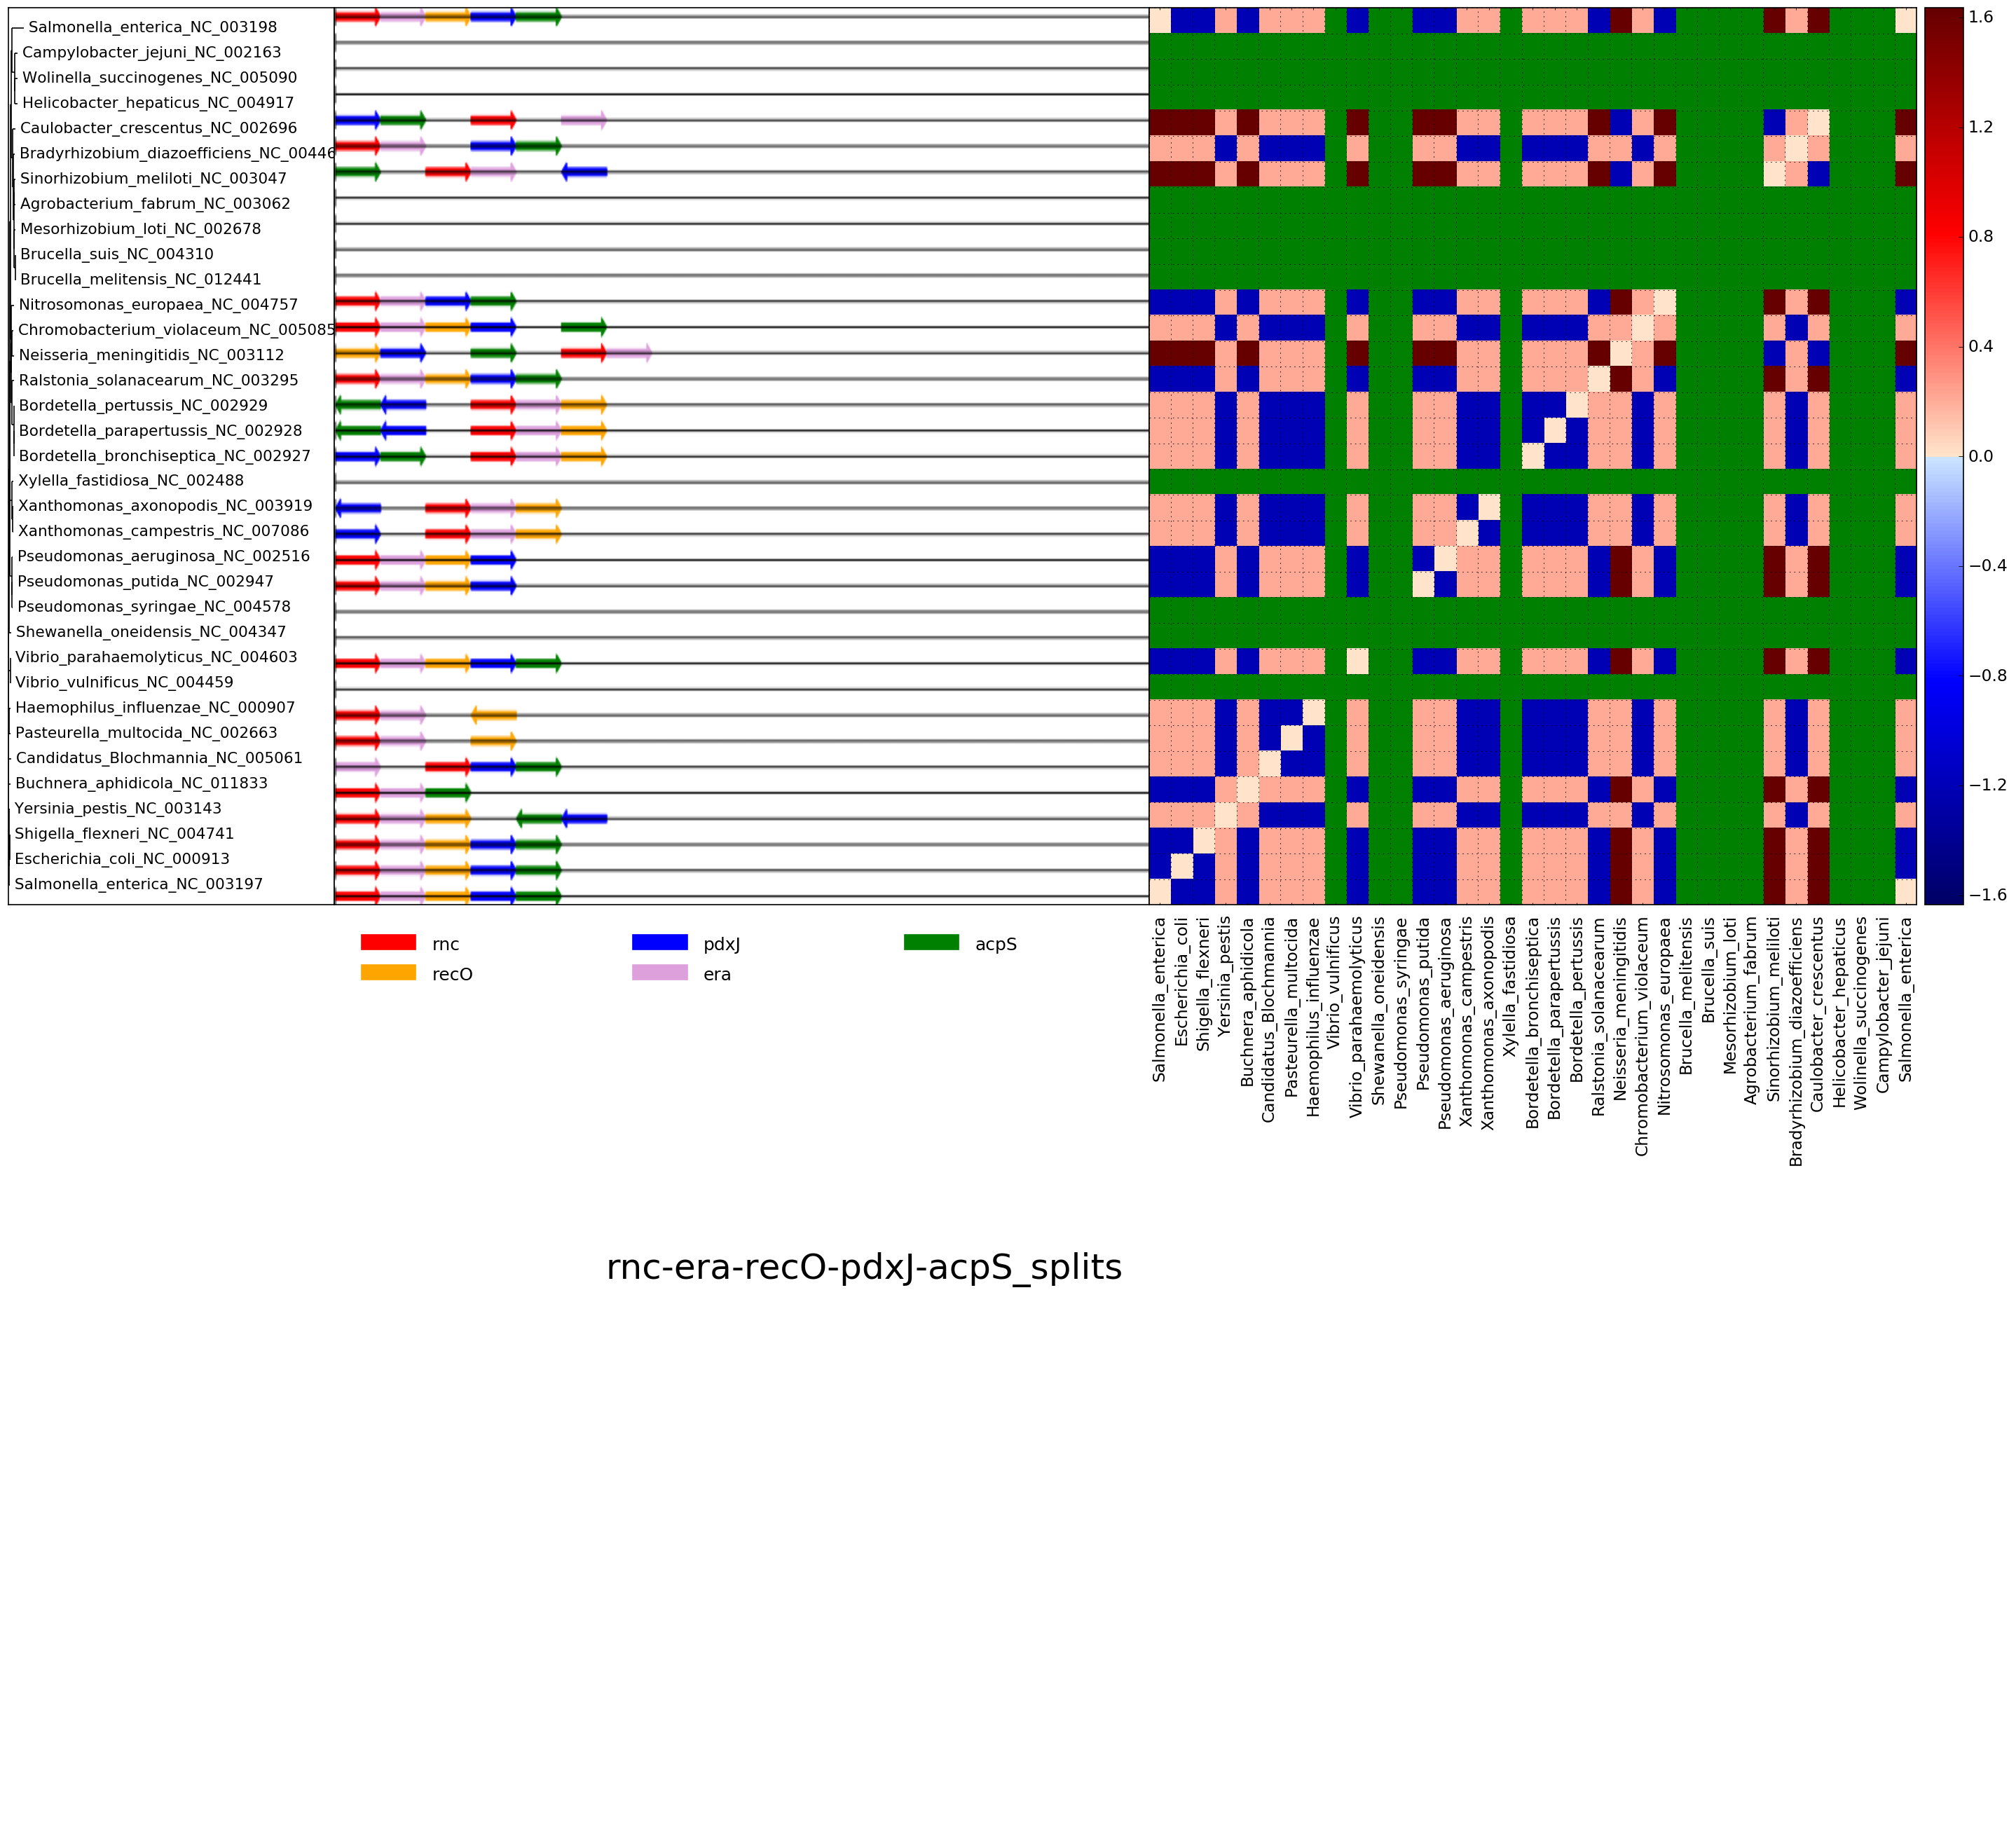 Salmonella_enterica_NC_003198
Campylobacter_jejuni_NC_002163
Wolinella_succinogenes_NC_005090
Helicobacter_hepaticus_NC_004917
Caulobacter_crescentus_NC_002696
Bradyrhizobium_diazoefficiens_NC_00446
Sinorhizobium_meliloti_NC_003047
Agrobacterium_fabrum_NC_003062
Mesorhizobium_loti_NC_002678
Brucella_suis_NC_004310
Brucella_melitensis_NC_012441
Nitrosomonas_europaea_NC_004757
Chromobacterium_violaceum_NC_005085
Neisseria_meningitidis_NC_003112
Ralstonia_solanacearum_NC_003295
Bordetella_pertussis_NC_002929
Bordetella_parapertussis_NC_002928
Bordetella_bronchiseptica_NC_002927
Xylella_fastidiosa_NC_002488
Xanthomonas_axonopodis_NC_003919
Xanthomonas_campestris_NC_007086
Pseudomonas_aeruginosa_NC_002516
Pseudomonas_putida_NC_002947
Pseudomonas_syringae_NC_004578
Shewanella_oneidensis_NC_004347
Vibrio_parahaemolyticus_NC_004603
Vibrio_vulnificus_NC_004459
Haemophilus_influenzae_NC_000907
Pasteurella_multocida_NC_002663
Candidatus_Blochmannia_NC_005061
Buchnera_aphidicola_NC_011833
Yersinia_pestis_NC_003143
Shigella_flexneri_NC_004741
Escherichia_coli_NC_000913
Salmonella_enterica_NC_003197
1.6
1.2
0.8
0.4
0.0
−0.4
−0.8
−1.2
−1.6
Salmonella_enterica
Escherichia_coli
Shigella_flexneri
Yersinia_pestis
Buchnera_aphidicola
Candidatus_Blochmannia
Pasteurella_multocida
Haemophilus_influenzae
Vibrio_vulnificus
Vibrio_parahaemolyticus
Shewanella_oneidensis
Pseudomonas_syringae
Pseudomonas_putida
Pseudomonas_aeruginosa
Xanthomonas_campestris
Xanthomonas_axonopodis
Xylella_fastidiosa
Bordetella_bronchiseptica
Bordetella_parapertussis
Bordetella_pertussis
Ralstonia_solanacearum
Neisseria_meningitidis
Chromobacterium_violaceum
Nitrosomonas_europaea
Brucella_melitensis
Brucella_suis
Mesorhizobium_loti
Agrobacterium_fabrum
Sinorhizobium_meliloti
Bradyrhizobium_diazoefficiens
Caulobacter_crescentus
Helicobacter_hepaticus
Wolinella_succinogenes
Campylobacter_jejuni
Salmonella_enterica
rnc
pdxJ
acpS
recO
era
rnc-era-recO-pdxJ-acpS_splits